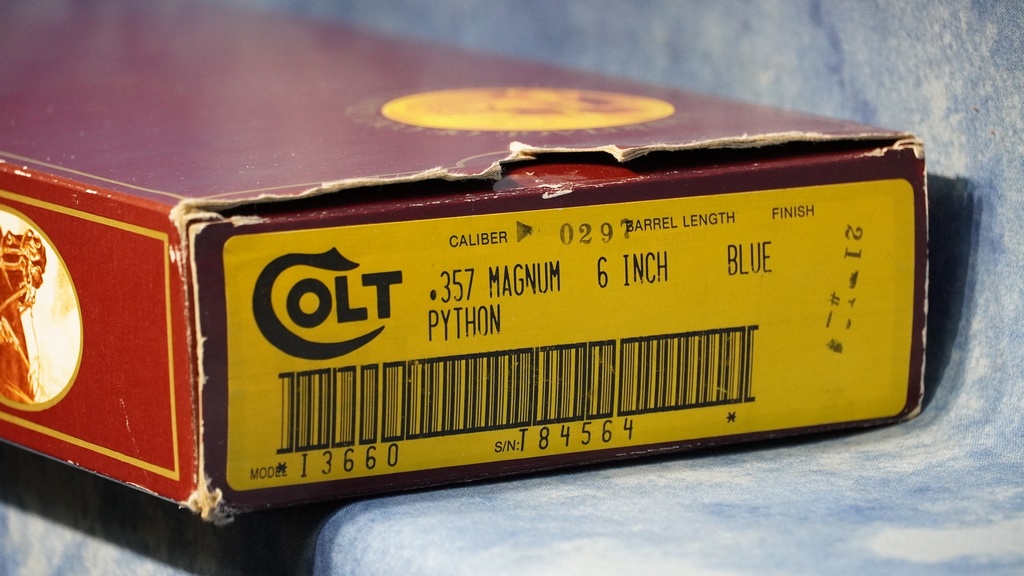 CALIBER 0297 BARREL LENGTH FINISH
COLT
.357 MAGNUM 6 INCH BLUE
PYTHON
MODEL * I3660 S/N: T84564 *